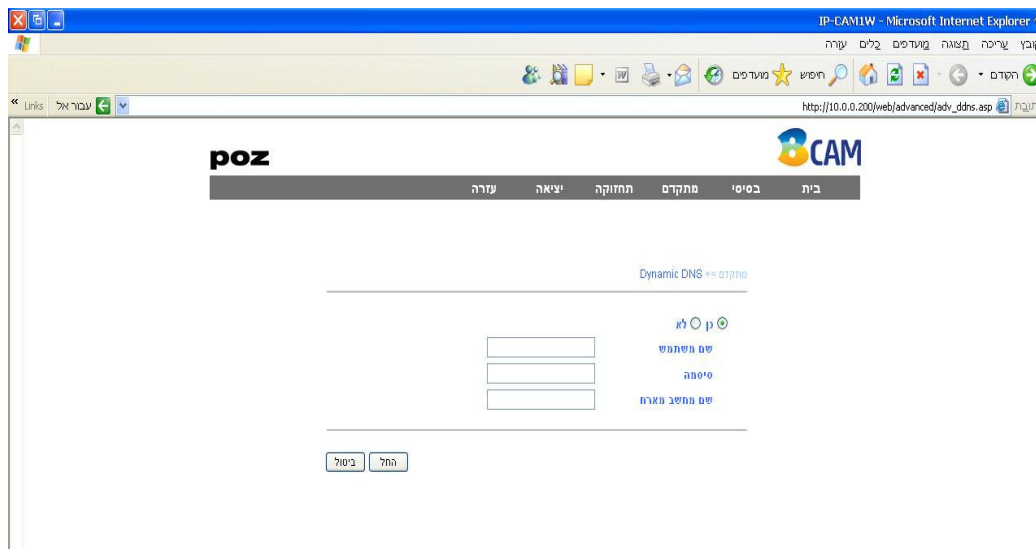 IP-CAM1W - Microsoft Internet Explorer
עריכה תצוגה מועדפים כלים עזרה
הקודם חיפוש מועדפים
http://10.0.0.200/web/advanced/adv_ddns.asp עבור אל Links
CAM
poz
בית בסיסי מתקדם תחזוקה יציאה עזרה
מתקדם >> Dynamic DNS
כן לא
שם משתמש
סיסמה
שם מחשב מארח
החל ביטול